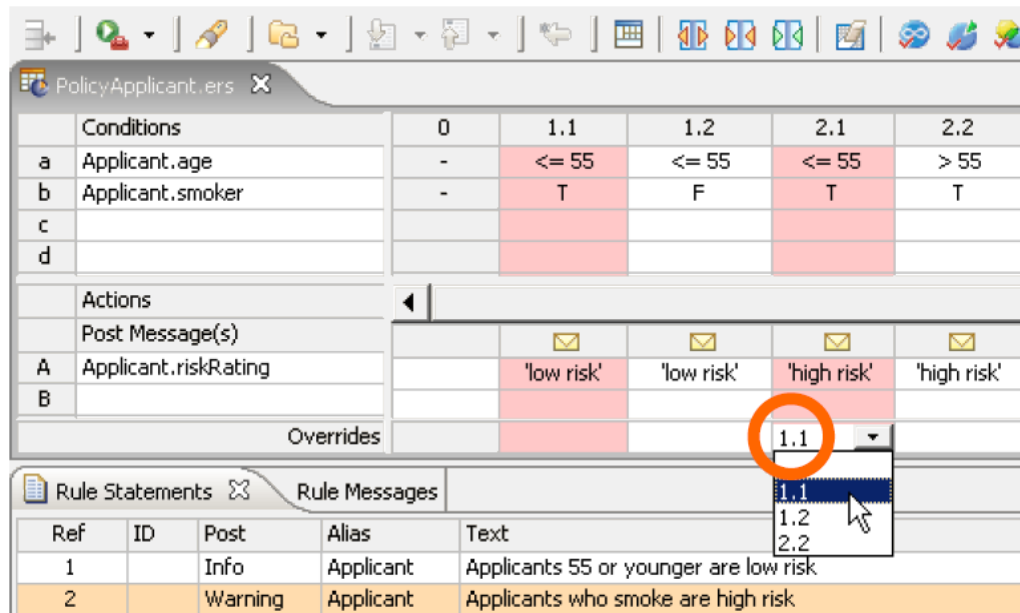 PolicyApplicant.ers
Conditions 0 1.1 1.2 2.1 2.2
a Applicant.age - <= 55 <= 55 <= 55 > 55
b Applicant.smoker - T F T T
c
d
Actions
Post Message(s)
A Applicant.riskRating 'low risk' 'low risk' 'high risk' 'high risk'
B
Overrides 1.1
1.1
1.2
2.2
Rule Statements Rule Messages
Ref ID Post Alias Text
1 Info Applicant Applicants 55 or younger are low risk
2 Warning Applicant Applicants who smoke are high risk